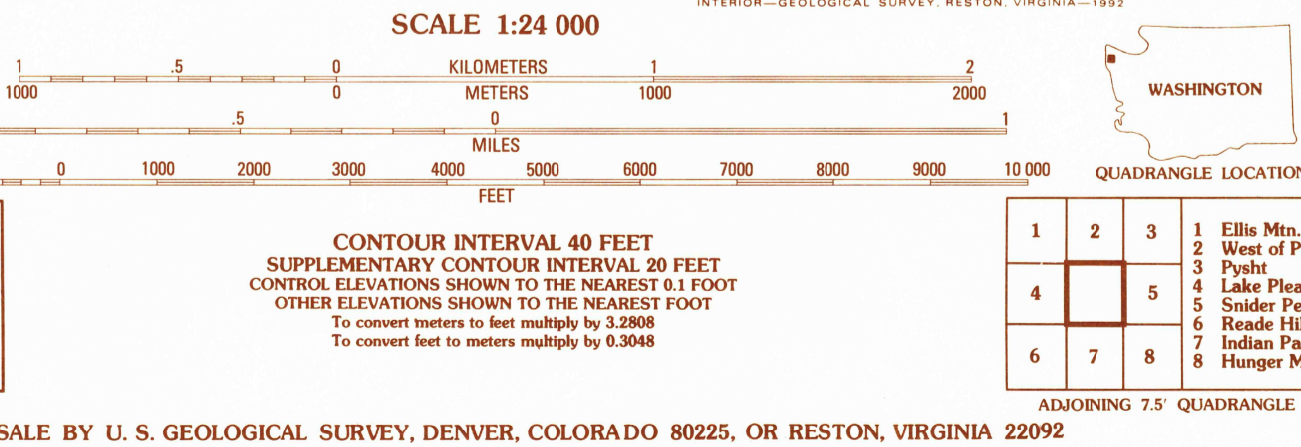 INTERIOR—GEOLOGICAL SURVEY, RESTON, VIRGINIA—1992
SCALE 1:24 000
1 .5 0 KILOMETERS 1 2
1000 0 METERS 1000 2000
.5 0 1
MILES
0 1000 2000 3000 4000 5000 6000 7000 8000 9000 10 000
FEET
WASHINGTON
QUADRANGLE LOCATION
CONTOUR INTERVAL 40 FEET
SUPPLEMENTARY CONTOUR INTERVAL 20 FEET
CONTROL ELEVATIONS SHOWN TO THE NEAREST 0.1 FOOT
OTHER ELEVATIONS SHOWN TO THE NEAREST FOOT
To convert meters to feet multiply by 3.2808
To convert feet to meters multiply by 0.3048
1 2 3
4 5
6 7 8
1 Ellis Mtn.
2 West of P
3 Pysht
4 Lake Plea
5 Snider Pe
6 Reade Hil
7 Indian Pa
8 Hunger M
ADJOINING 7.5′ QUADRANGLE
SALE BY U. S. GEOLOGICAL SURVEY, DENVER, COLORADO 80225, OR RESTON, VIRGINIA 22092